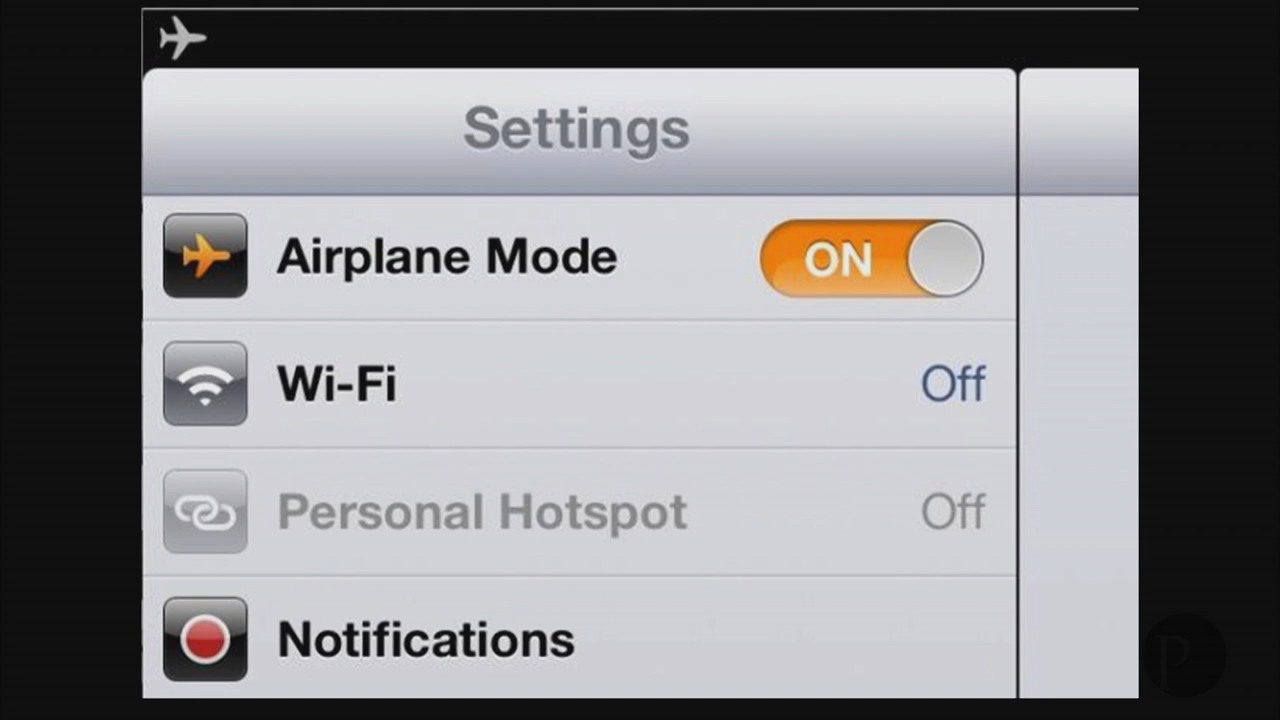 Settings
Airplane Mode ON
Wi-Fi Off
Personal Hotspot Off
Notifications
P